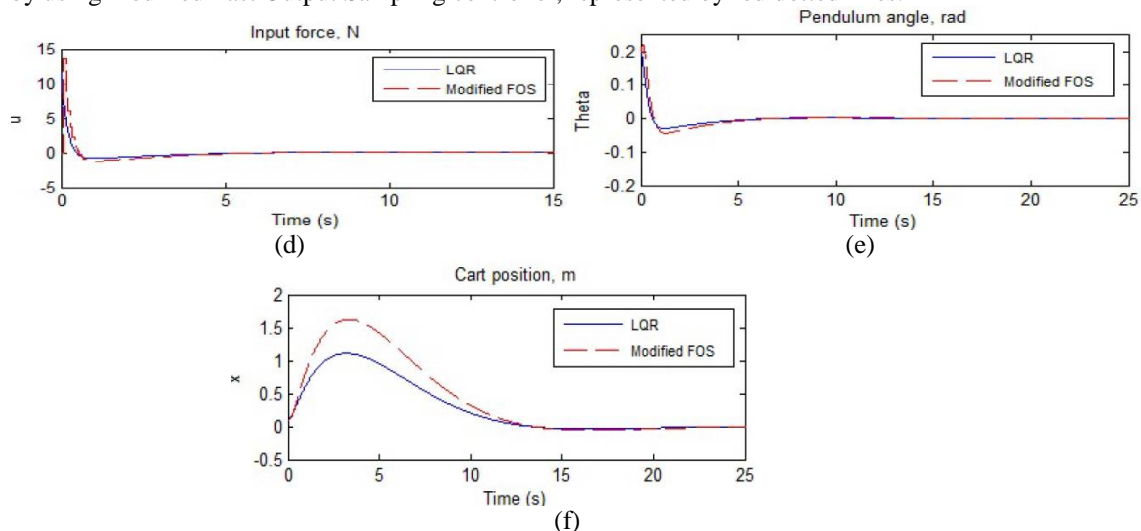 by using Modified Fast Output Sampling controller, represented by red dotted lines.
Input force, N
u
15
10
5
0
-5
0
5
10
15
LQR
Modified FOS
Time (s)
(d)
Pendulum angle, rad
Theta
0.2
0.1
0
-0.1
-0.2
0
5
10
15
20
25
LQR
Modified FOS
Time (s)
(e)
Cart position, m
x
2
1.5
1
0.5
0
-0.5
0
5
10
15
20
25
LQR
Modified FOS
Time (s)
(f)